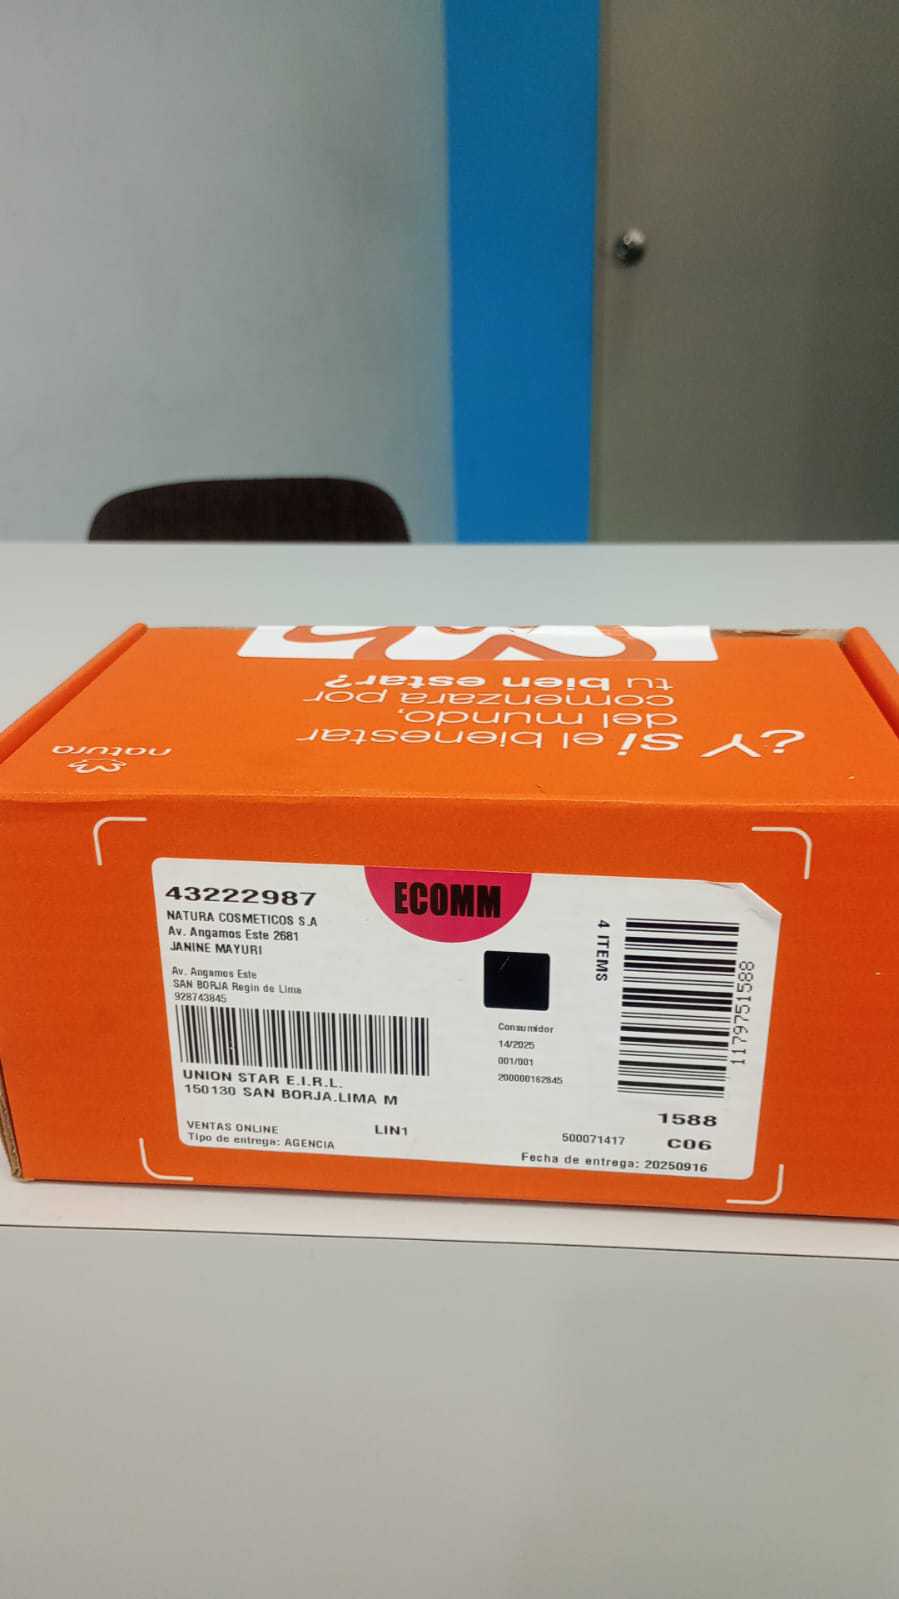 ¿Y si el bienestar
del mundo,
comenzara por
tu bien estar?
natura
43222987
NATURA COSMETICOS S.A
Av. Angamos Este 2681
JANINE MAYURI
Av. Angamos Este
SAN BORJA Regin de Lima
928743845
UNION STAR E.I.R.L.
150130 SAN BORJA.LIMA M
VENTAS ONLINE
LIN1
Tipo de entrega: AGENCIA
ECOMM
Consumidor
14/2025
001/001
200000162845
4 ITEMS
1179751588
1588
500071417
C06
Fecha de entrega: 20250916